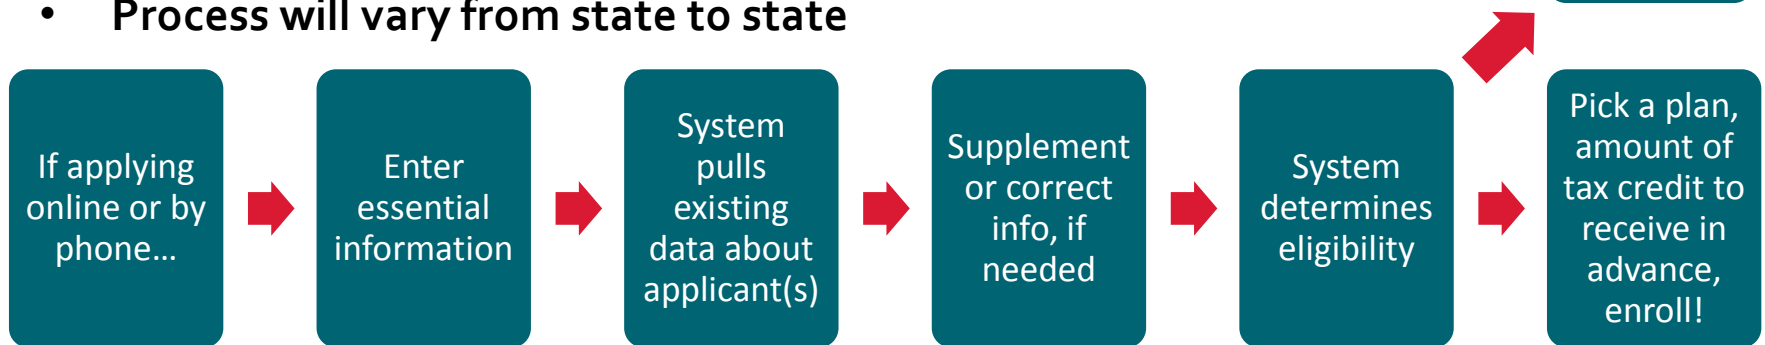 • Process will vary from state to state
If applying
online or by
phone…
Enter
essential
information
System
pulls
existing
data about
applicant(s)
Supplement
or correct
info, if
needed
System
determines
eligibility
Pick a plan,
amount of
tax credit to
receive in
advance,
enroll!